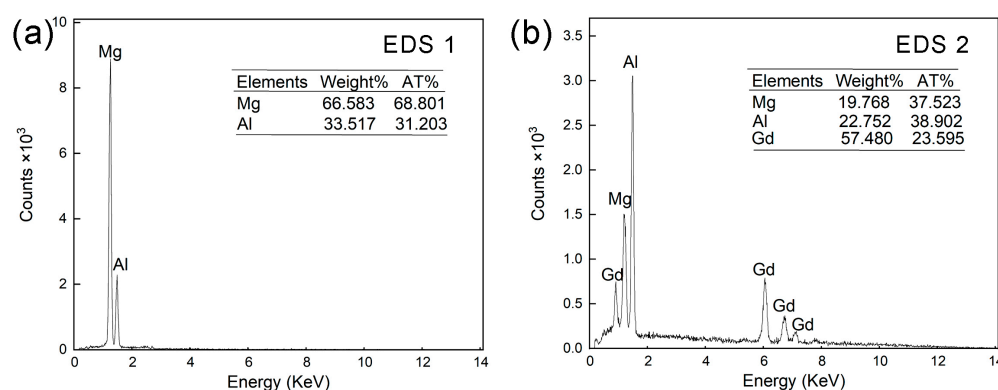 (a)
EDS 1
Elements Weight% AT%
Mg 66.583 68.801
Al 33.517 31.203
Mg
Al
Counts ×10³
10
8
6
4
2
0
0 2 4 6 8 10 12 14
Energy (KeV)
(b)
EDS 2
Elements Weight% AT%
Mg 19.768 37.523
Al 22.752 38.902
Gd 57.480 23.595
Al
Mg
Gd
Gd
Gd
Gd
Counts ×10³
3.5
3.0
2.5
2.0
1.5
1.0
0.5
0.0
0 2 4 6 8 10 12 14
Energy (KeV)